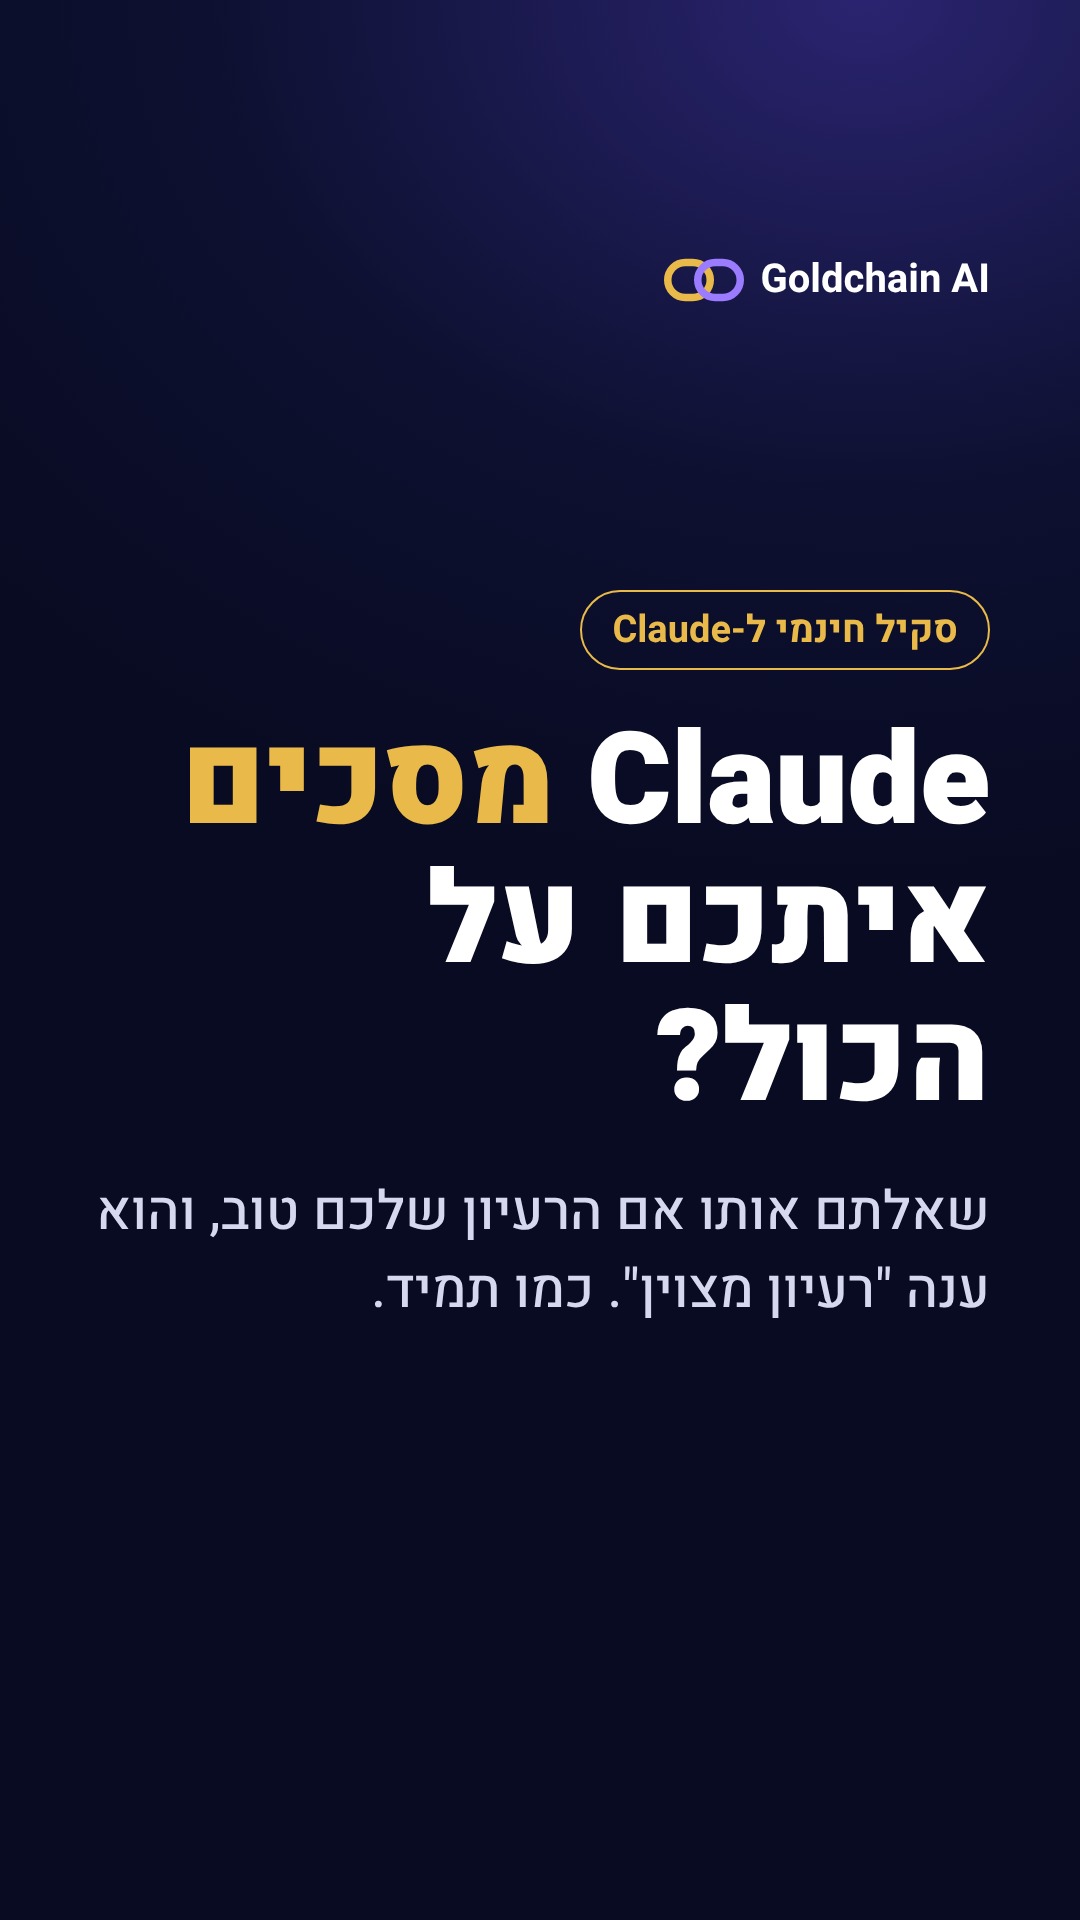 Goldchain AI
סקיל חינמי ל-Claude
Claude מסכים
איתכם על
הכול?
שאלתם אותו אם הרעיון שלכם טוב, והוא
ענה "רעיון מצוין". כמו תמיד.